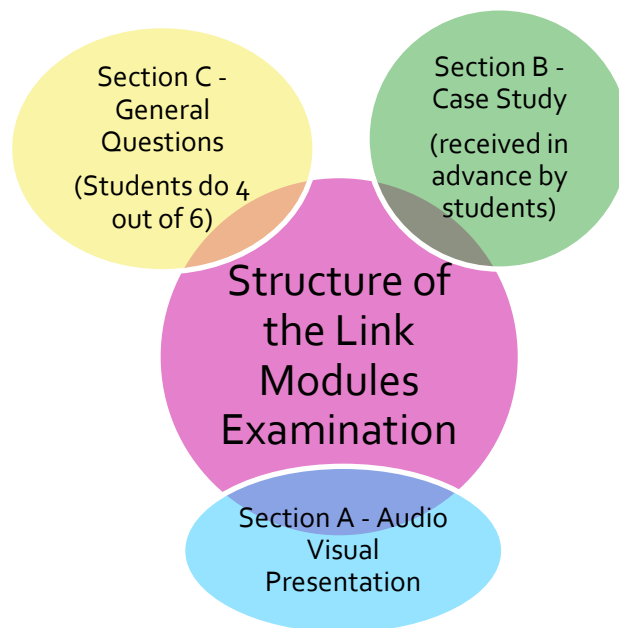 Section C -
General
Questions
(Students do 4
out of 6)
Section B -
Case Study
(received in
advance by
students)
Structure of
the Link
Modules
Examination
Section A - Audio
Visual
Presentation